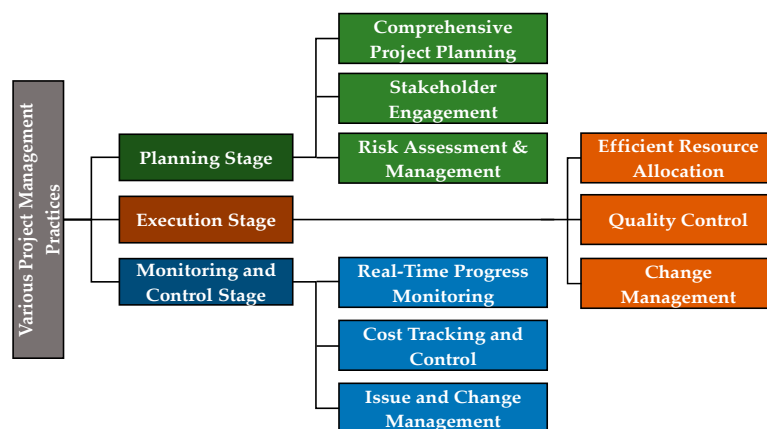 Various Project Management
Practices
Planning Stage
Execution Stage
Monitoring and
Control Stage
Comprehensive
Project Planning
Stakeholder
Engagement
Risk Assessment &
Management
Efficient Resource
Allocation
Quality Control
Change
Management
Real-Time Progress
Monitoring
Cost Tracking and
Control
Issue and Change
Management